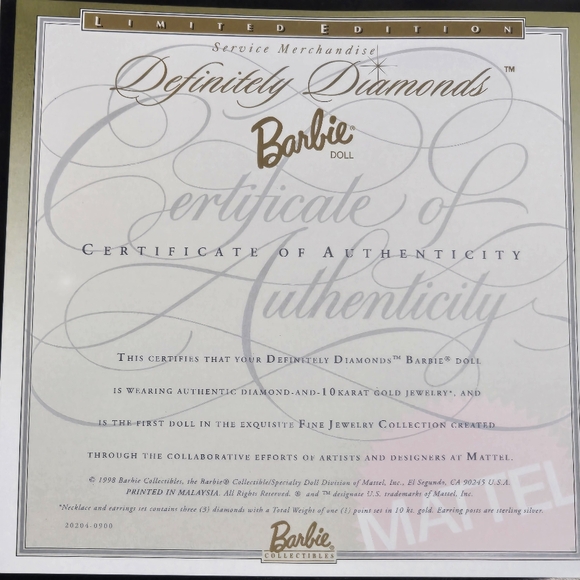 LIMITED EDITION
Service Merchandise
Definitely Diamonds™
Barbie®
DOLL
Certificate of
CERTIFICATE OF AUTHENTICITY
Authenticity
THIS CERTIFIES THAT YOUR DEFINITELY DIAMONDS™ BARBIE® DOLL
IS WEARING AUTHENTIC DIAMOND-AND-10KARAT GOLD JEWELRY*, AND
IS THE FIRST DOLL IN THE EXQUISITE FINE JEWELRY COLLECTION CREATED
THROUGH THE COLLABORATIVE EFFORTS OF ARTISTS AND DESIGNERS AT MATTEL.
© 1998 Barbie Collectibles, the Barbie® Collectible/Specialty Doll Division of Mattel, Inc., El Segundo, CA 90245 U.S.A.
PRINTED IN MALAYSIA. All Rights Reserved. ® and ™ designate U.S. trademarks of Mattel, Inc.
*Necklace and earrings set contains three (3) diamonds with a Total Weight of one (1) point set in 10 kt. gold. Earring posts are sterling silver.
20204-0900
MATTEL
Barbie®
COLLECTIBLES